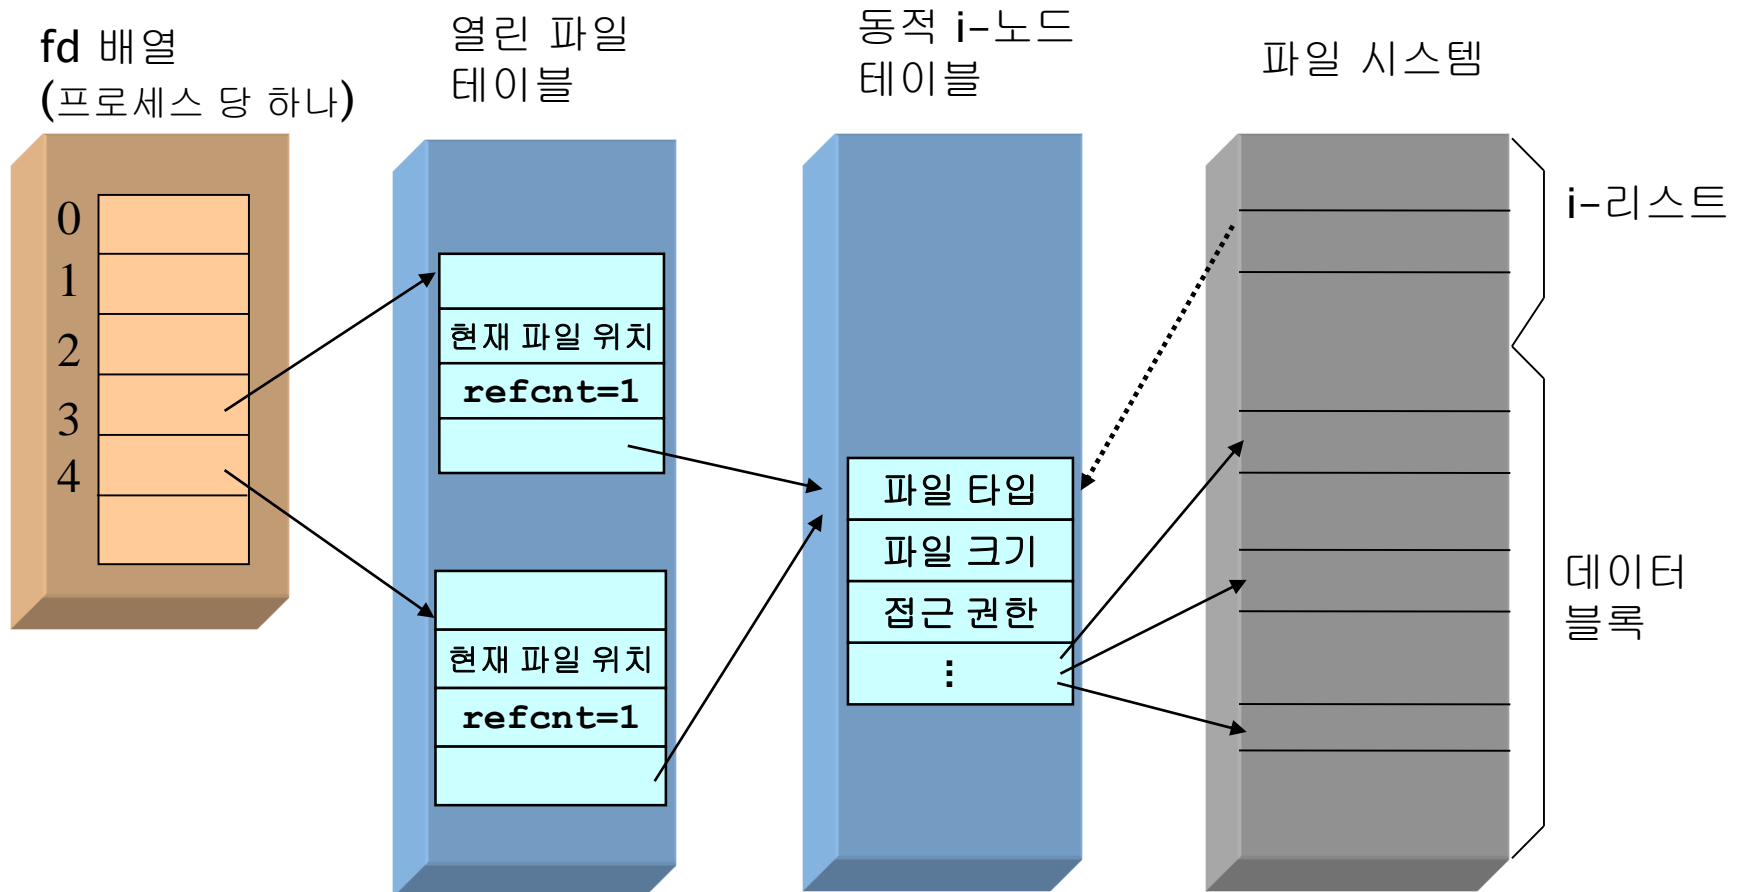 fd 배열
(프로세스 당 하나)
0
1
2
3
4
열린 파일
테이블
현재 파일 위치
refcnt=1
현재 파일 위치
refcnt=1
동적 i-노드
테이블
파일 타입
파일 크기
접근 권한
⋮
파일 시스템
i-리스트
데이터
블록